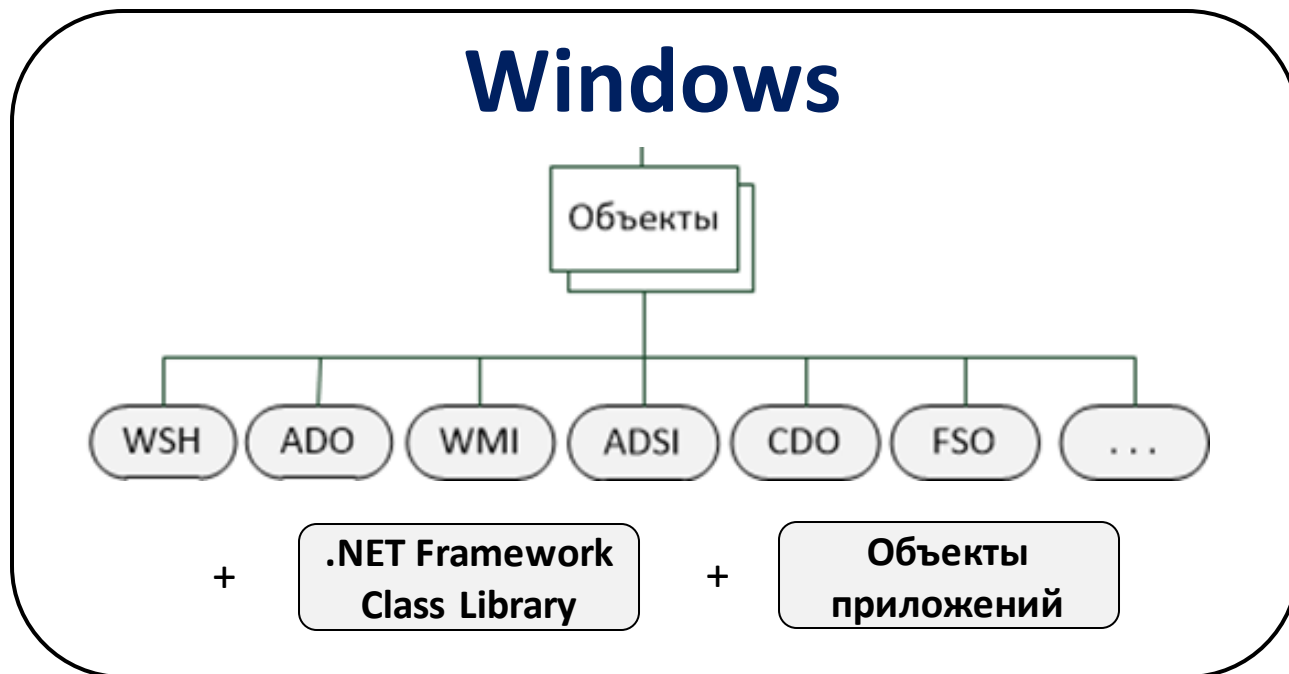 Windows
Объекты
WSH ADO WMI ADSI CDO FSO . . .
+ .NET Framework Class Library + Объекты приложений